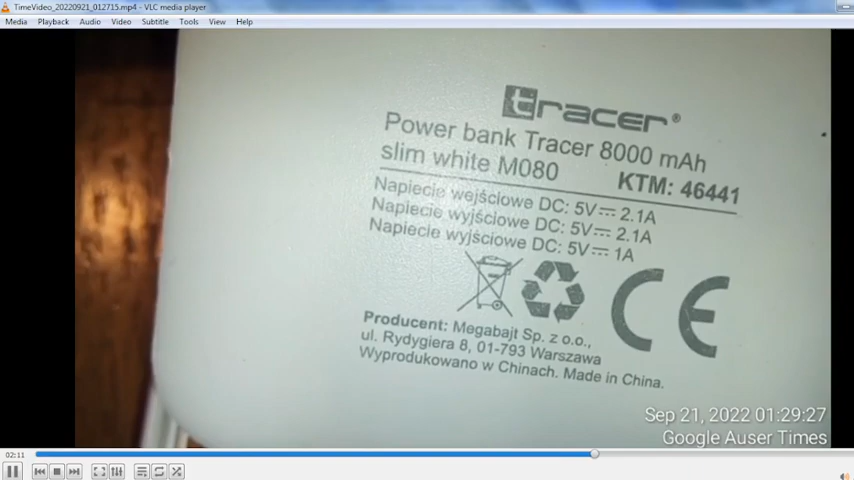 TimeVideo_20220921_012715.mp4 - VLC media player
Media Playback Audio Video Subtitle Tools View Help
tracer®
Power bank Tracer 8000 mAh
slim white M080
KTM: 46441
Napiecie wejściowe DC: 5V⎓2.1A
Napiecie wyjściowe DC: 5V⎓2.1A
Napiecie wyjściowe DC: 5V⎓1A
CE
Producent: Megabajt Sp. z o.o.,
ul. Rydygiera 8, 01-793 Warszawa
Wyprodukowano w Chinach. Made in China.
Sep 21, 2022 01:29:27
Google Auser Times
02:11